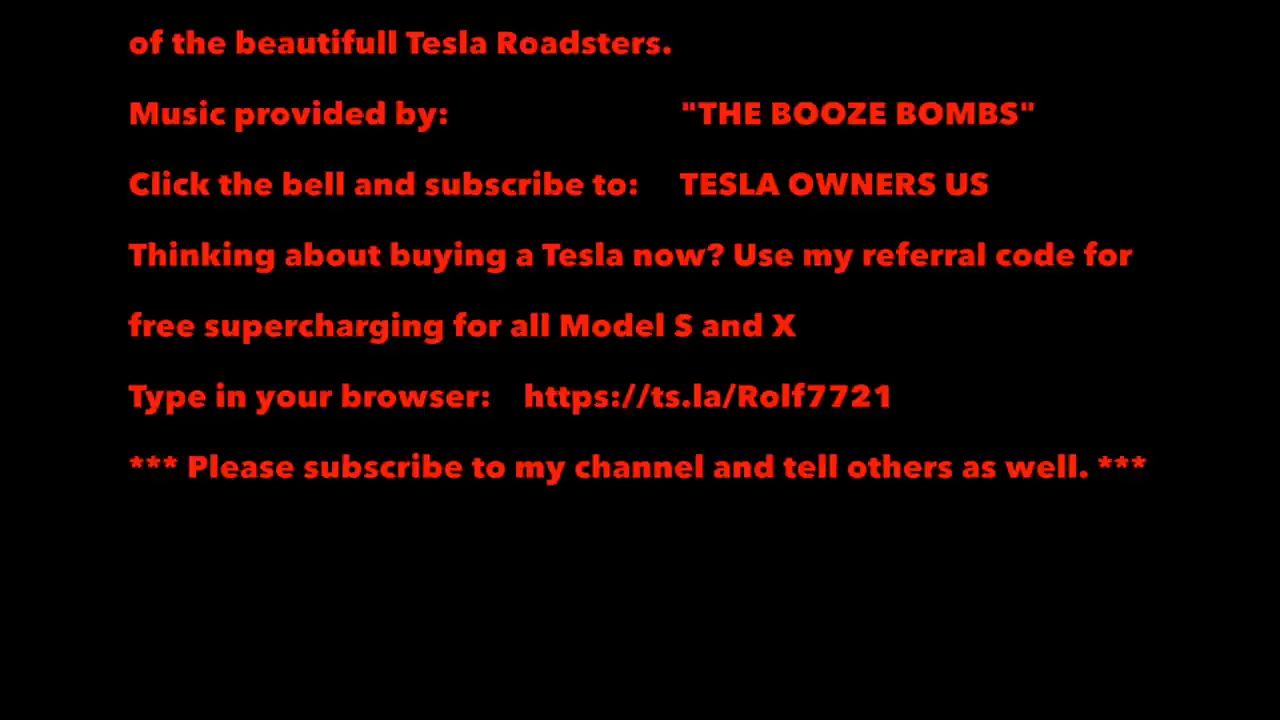 of the beautifull Tesla Roadsters.
Music provided by: "THE BOOZE BOMBS"
Click the bell and subscribe to: TESLA OWNERS US
Thinking about buying a Tesla now? Use my referral code for
free supercharging for all Model S and X
Type in your browser: https://ts.la/Rolf7721
*** Please subscribe to my channel and tell others as well. ***